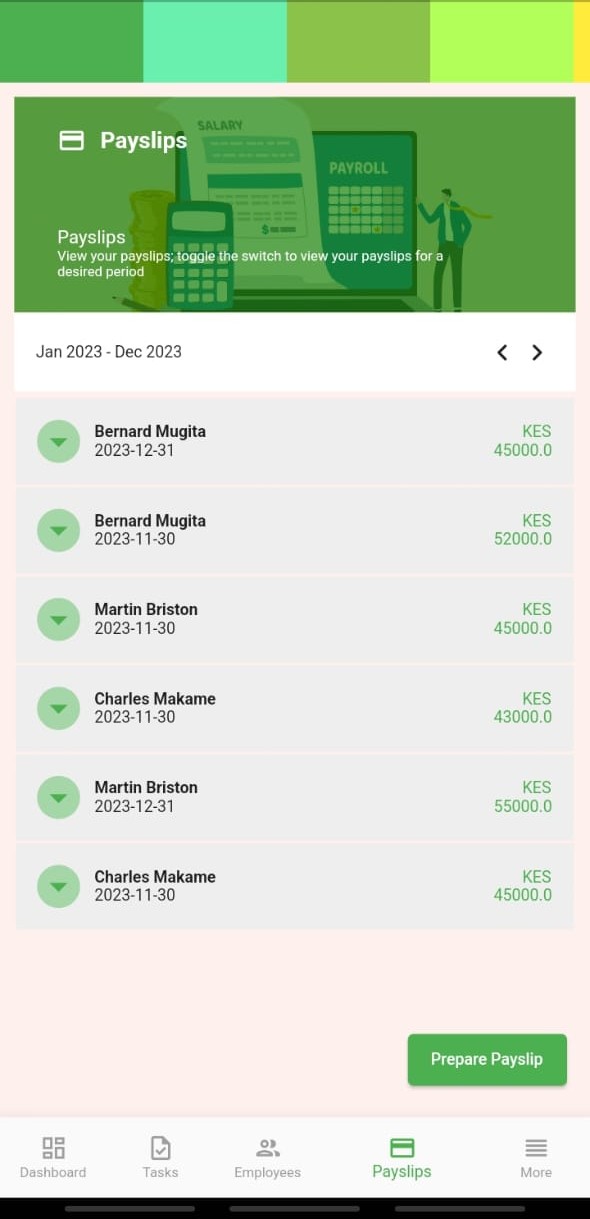 SALARY
Payslips
PAYROLL
$
Payslips
View your payslips; toggle the switch to view your payslips for a
desired period
Jan 2023 - Dec 2023
Bernard Mugita
2023-12-31
KES
45000.0
Bernard Mugita
2023-11-30
KES
52000.0
Martin Briston
2023-11-30
KES
45000.0
Charles Makame
2023-11-30
KES
43000.0
Martin Briston
2023-12-31
KES
55000.0
Charles Makame
2023-11-30
KES
45000.0
Prepare Payslip
Dashboard
Tasks
Employees
Payslips
More